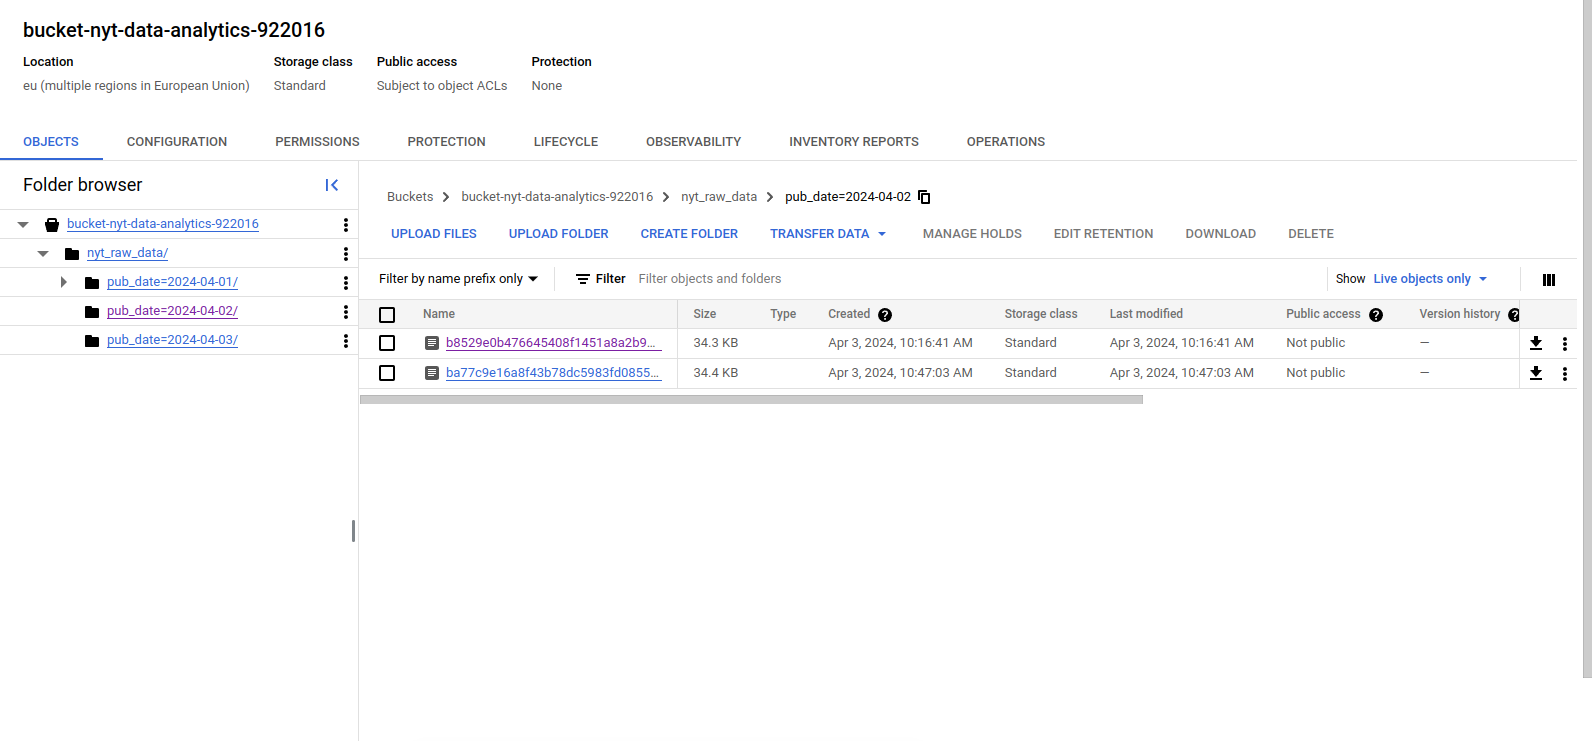 bucket-nyt-data-analytics-922016
Location Storage class Public access Protection
eu (multiple regions in European Union) Standard Subject to object ACLs None
OBJECTS CONFIGURATION PERMISSIONS PROTECTION LIFECYCLE OBSERVABILITY INVENTORY REPORTS OPERATIONS
Folder browser
bucket-nyt-data-analytics-922016
nyt_raw_data/
pub_date=2024-04-01/
pub_date=2024-04-02/
pub_date=2024-04-03/
Buckets bucket-nyt-data-analytics-922016 nyt_raw_data pub_date=2024-04-02
UPLOAD FILES UPLOAD FOLDER CREATE FOLDER TRANSFER DATA MANAGE HOLDS EDIT RETENTION DOWNLOAD DELETE
Filter by name prefix only Filter Filter objects and folders Show Live objects only
Name Size Type Created Storage class Last modified Public access Version history
b8529e0b476645408f1451a8a2b9... 34.3 KB Apr 3, 2024, 10:16:41 AM Standard Apr 3, 2024, 10:16:41 AM Not public —
ba77c9e16a8f43b78dc5983fd0855... 34.4 KB Apr 3, 2024, 10:47:03 AM Standard Apr 3, 2024, 10:47:03 AM Not public —